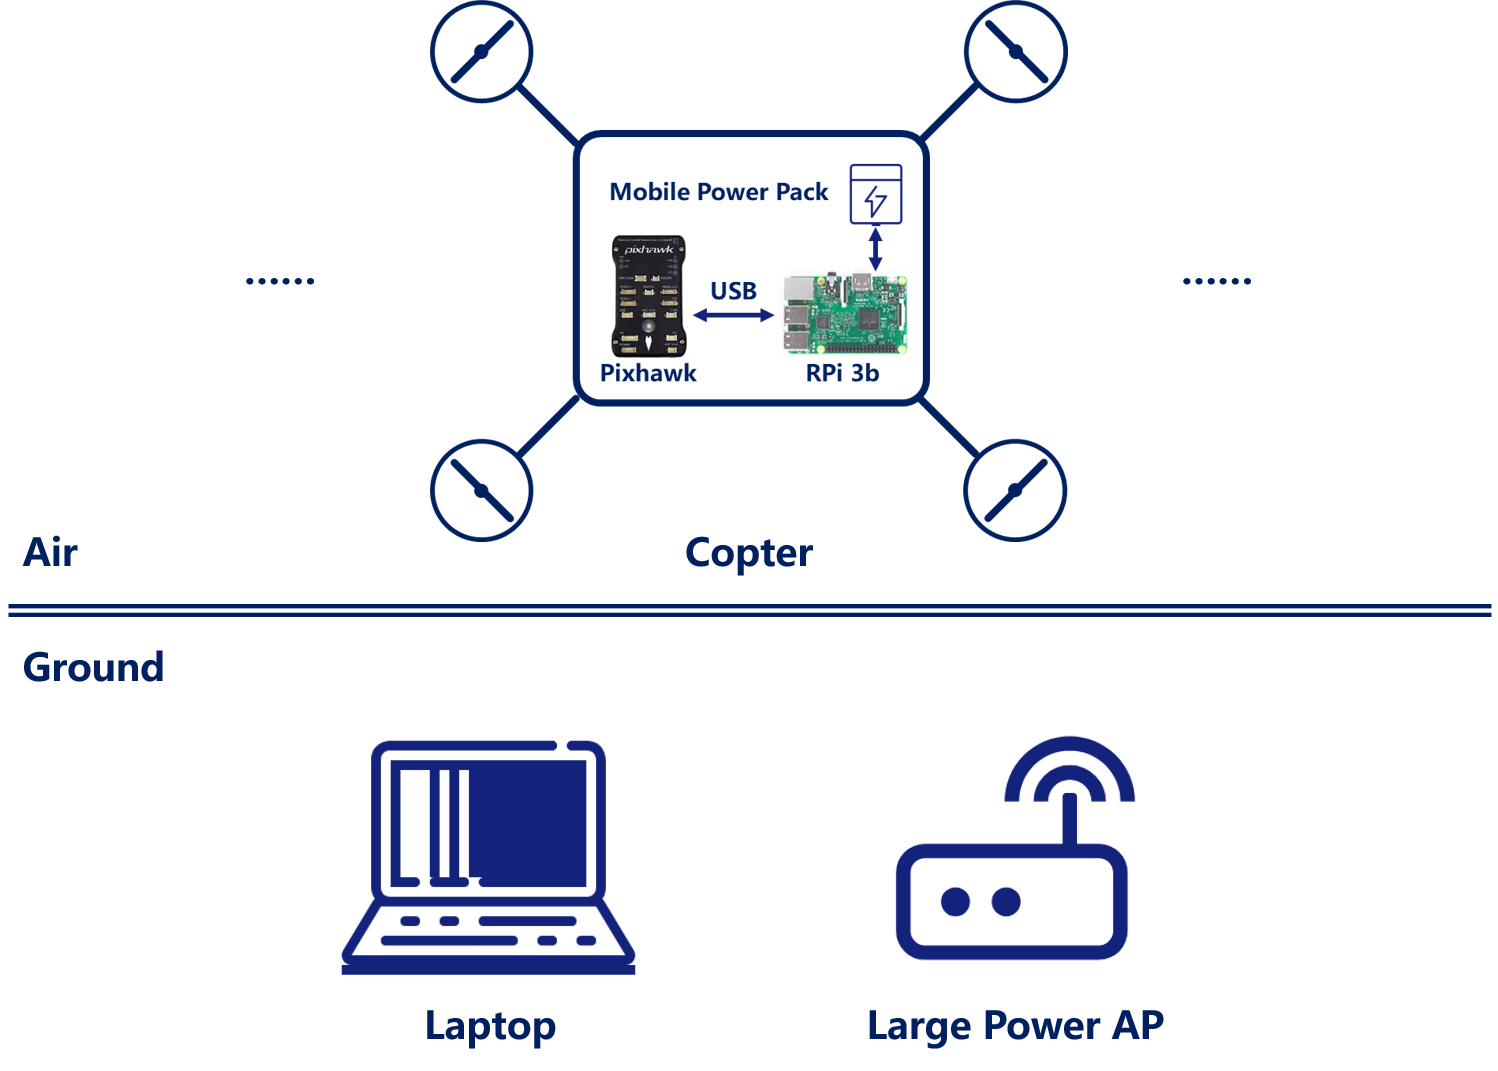 Mobile Power Pack
pixhawk
USB
Pixhawk
RPi 3b
......
......
Air
Copter
Ground
Laptop
Large Power AP